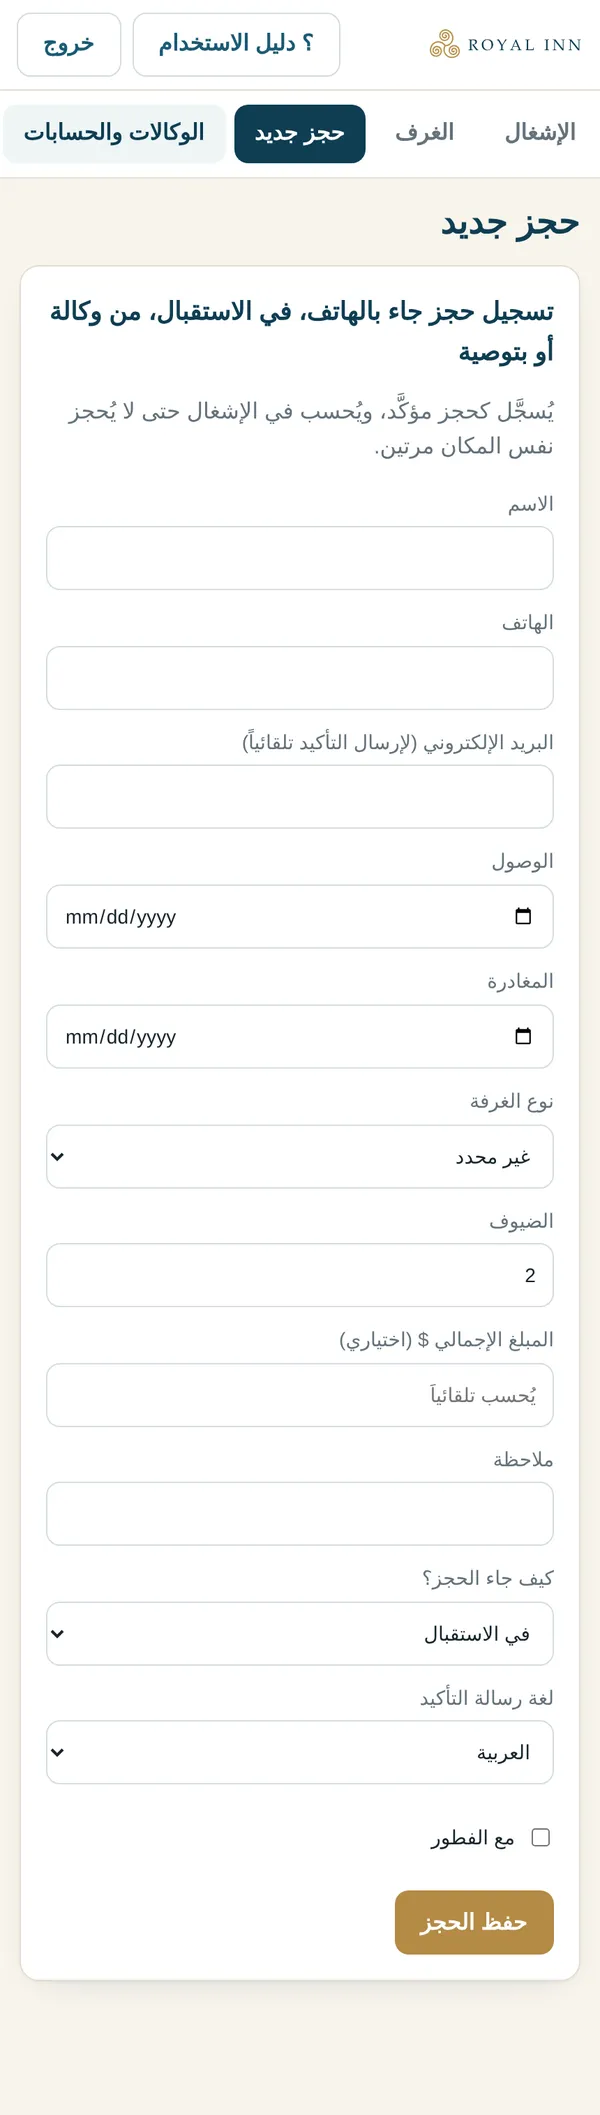 ROYAL INN
؟ دليل الاستخدام
خروج
الإشغال
الغرف
حجز جديد
الوكالات والحسابات
حجز جديد
تسجيل حجز جاء بالهاتف، في الاستقبال، من وكالة
أو بتوصية
يُسجَّل كحجز مؤكَّد، ويُحسب في الإشغال حتى لا يُحجز
نفس المكان مرتين.
الاسم
الهاتف
البريد الإلكتروني (لإرسال التأكيد تلقائياً)
الوصول
mm/dd/yyyy
المغادرة
mm/dd/yyyy
نوع الغرفة
غير محدد
الضيوف
2
المبلغ الإجمالي $ (اختياري)
يُحسب تلقائياً
ملاحظة
كيف جاء الحجز؟
في الاستقبال
لغة رسالة التأكيد
العربية
مع الفطور
حفظ الحجز